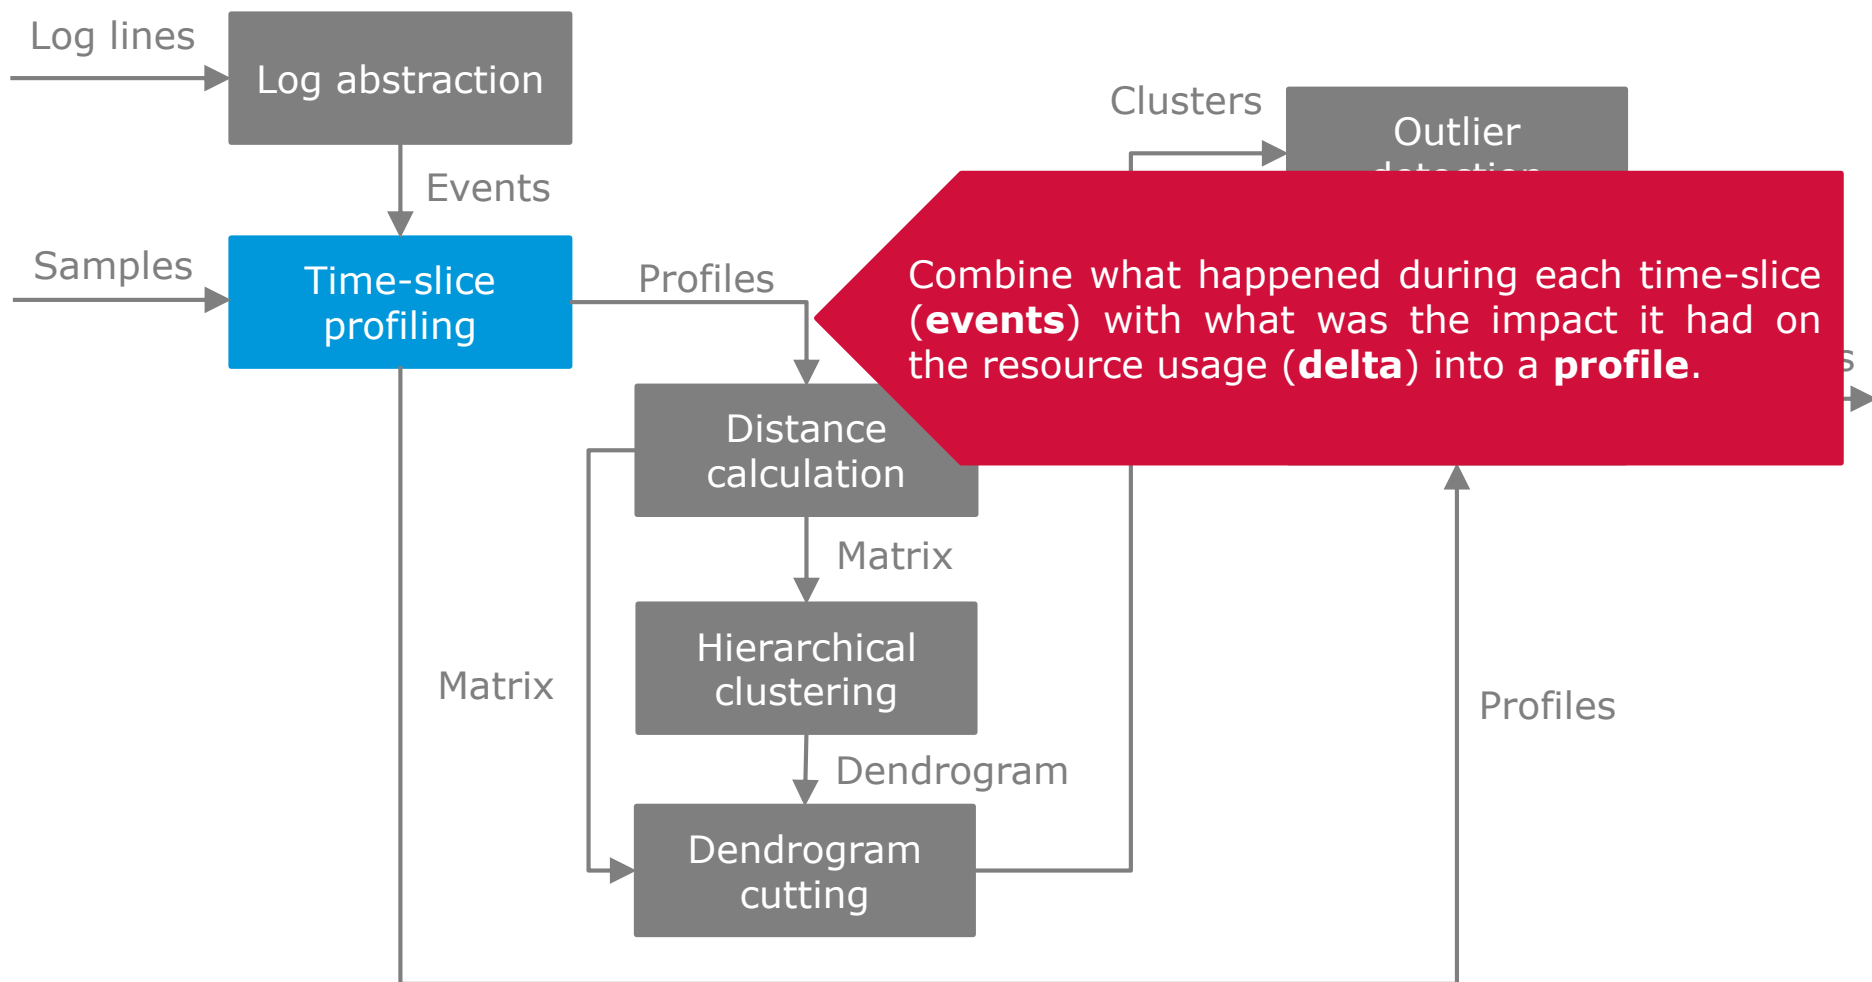 Log lines
Log abstraction
Events
Samples
Time-slice
profiling
Profiles
Clusters
Outlier
detection
Combine what happened during each time-slice
(events) with what was the impact it had on
the resource usage (delta) into a profile.
Distance
calculation
Matrix
Hierarchical
clustering
Matrix
Dendrogram
Dendrogram
cutting
Profiles